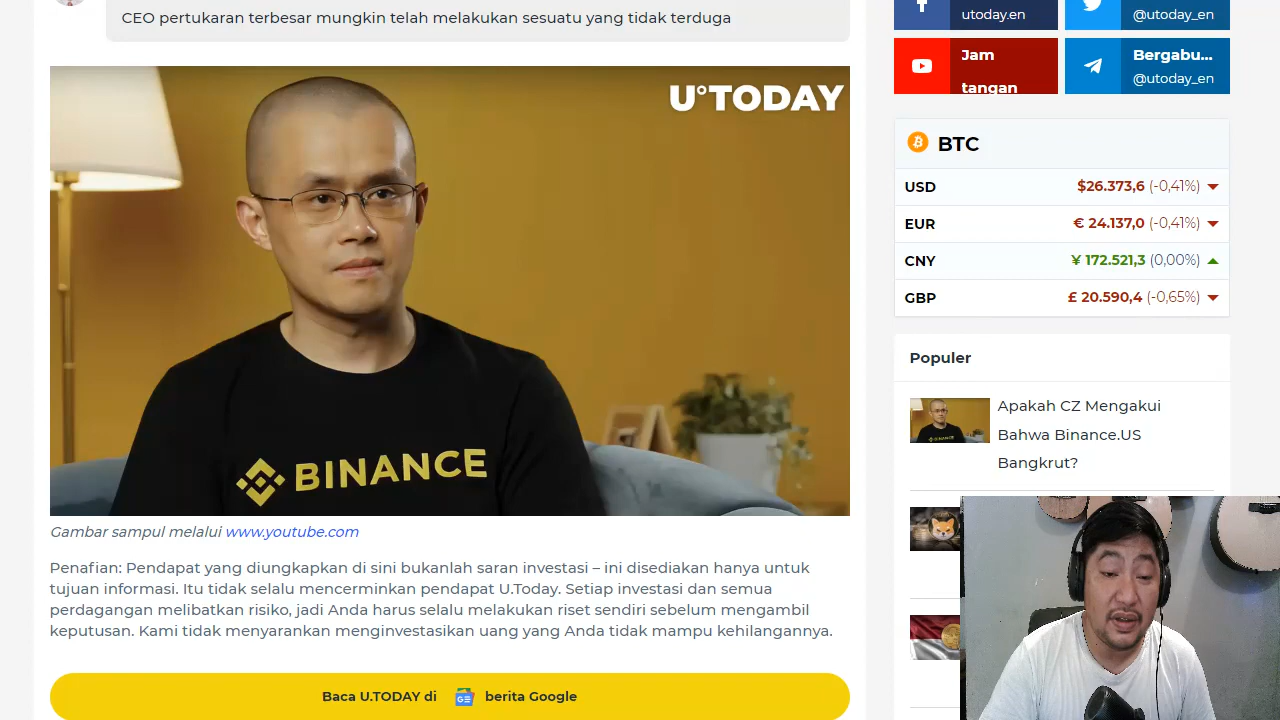 CEO pertukaran terbesar mungkin telah melakukan sesuatu yang tidak terduga
U°TODAY
BINANCE
Gambar sampul melalui www.youtube.com
Penafian: Pendapat yang diungkapkan di sini bukanlah saran investasi – ini disediakan hanya untuk
tujuan informasi. Itu tidak selalu mencerminkan pendapat U.Today. Setiap investasi dan semua
perdagangan melibatkan risiko, jadi Anda harus selalu melakukan riset sendiri sebelum mengambil
keputusan. Kami tidak menyarankan menginvestasikan uang yang Anda tidak mampu kehilangannya.
Baca U.TODAY di GE berita Google
utoday.en
@utoday_en
Jam
tangan
Bergabu...
@utoday_en
BTC
USD $26.373,6 (-0,41%)
EUR € 24.137,0 (-0,41%)
CNY ¥ 172.521,3 (0,00%)
GBP £ 20.590,4 (-0,65%)
Populer
Apakah CZ Mengakui
Bahwa Binance.US
Bangkrut?